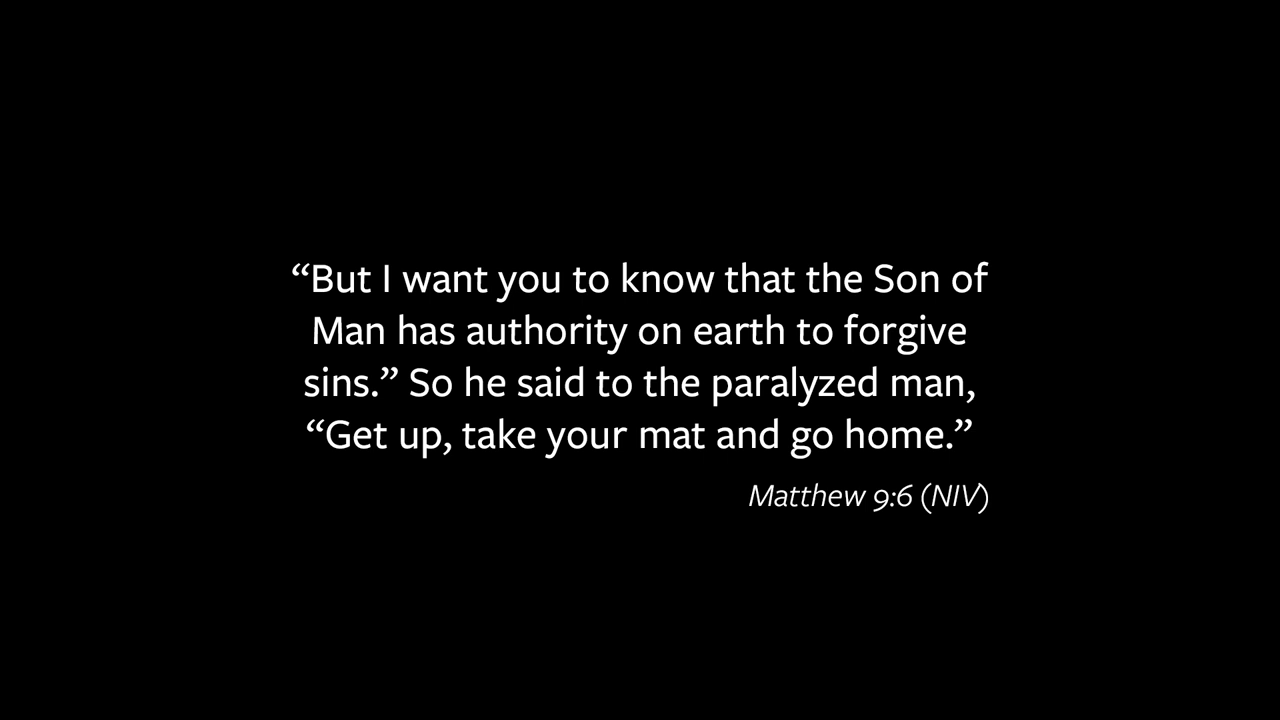 “But I want you to know that the Son of
Man has authority on earth to forgive
sins.” So he said to the paralyzed man,
“Get up, take your mat and go home.”
Matthew 9:6 (NIV)